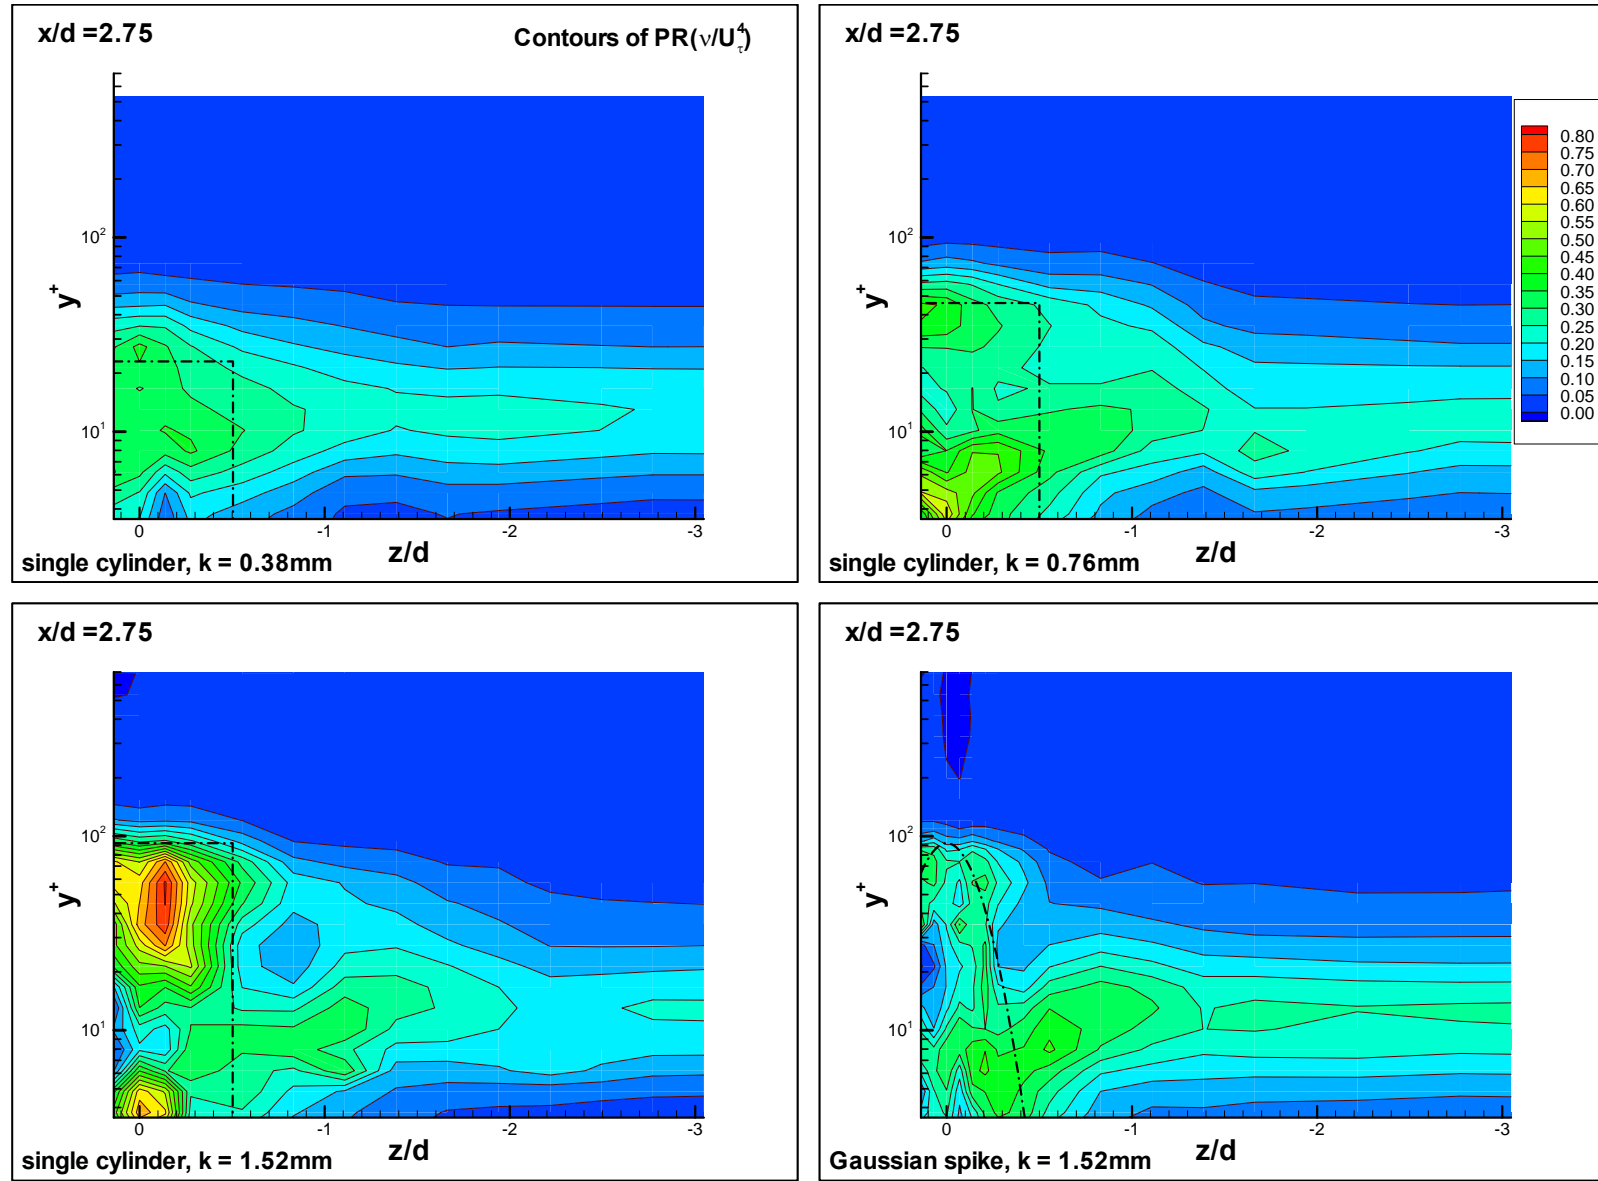 x/d =2.75
Contours of PR(ν/U⁴τ)
y⁺
10²
10¹
0 -1 -2 -3
z/d
single cylinder, k = 0.38mm
x/d =2.75
y⁺
10²
10¹
0 -1 -2 -3
z/d
single cylinder, k = 0.76mm
0.80
0.75
0.70
0.65
0.60
0.55
0.50
0.45
0.40
0.35
0.30
0.25
0.20
0.15
0.10
0.05
0.00
x/d =2.75
y⁺
10²
10¹
0 -1 -2 -3
z/d
single cylinder, k = 1.52mm
x/d =2.75
y⁺
10²
10¹
0 -1 -2 -3
z/d
Gaussian spike, k = 1.52mm